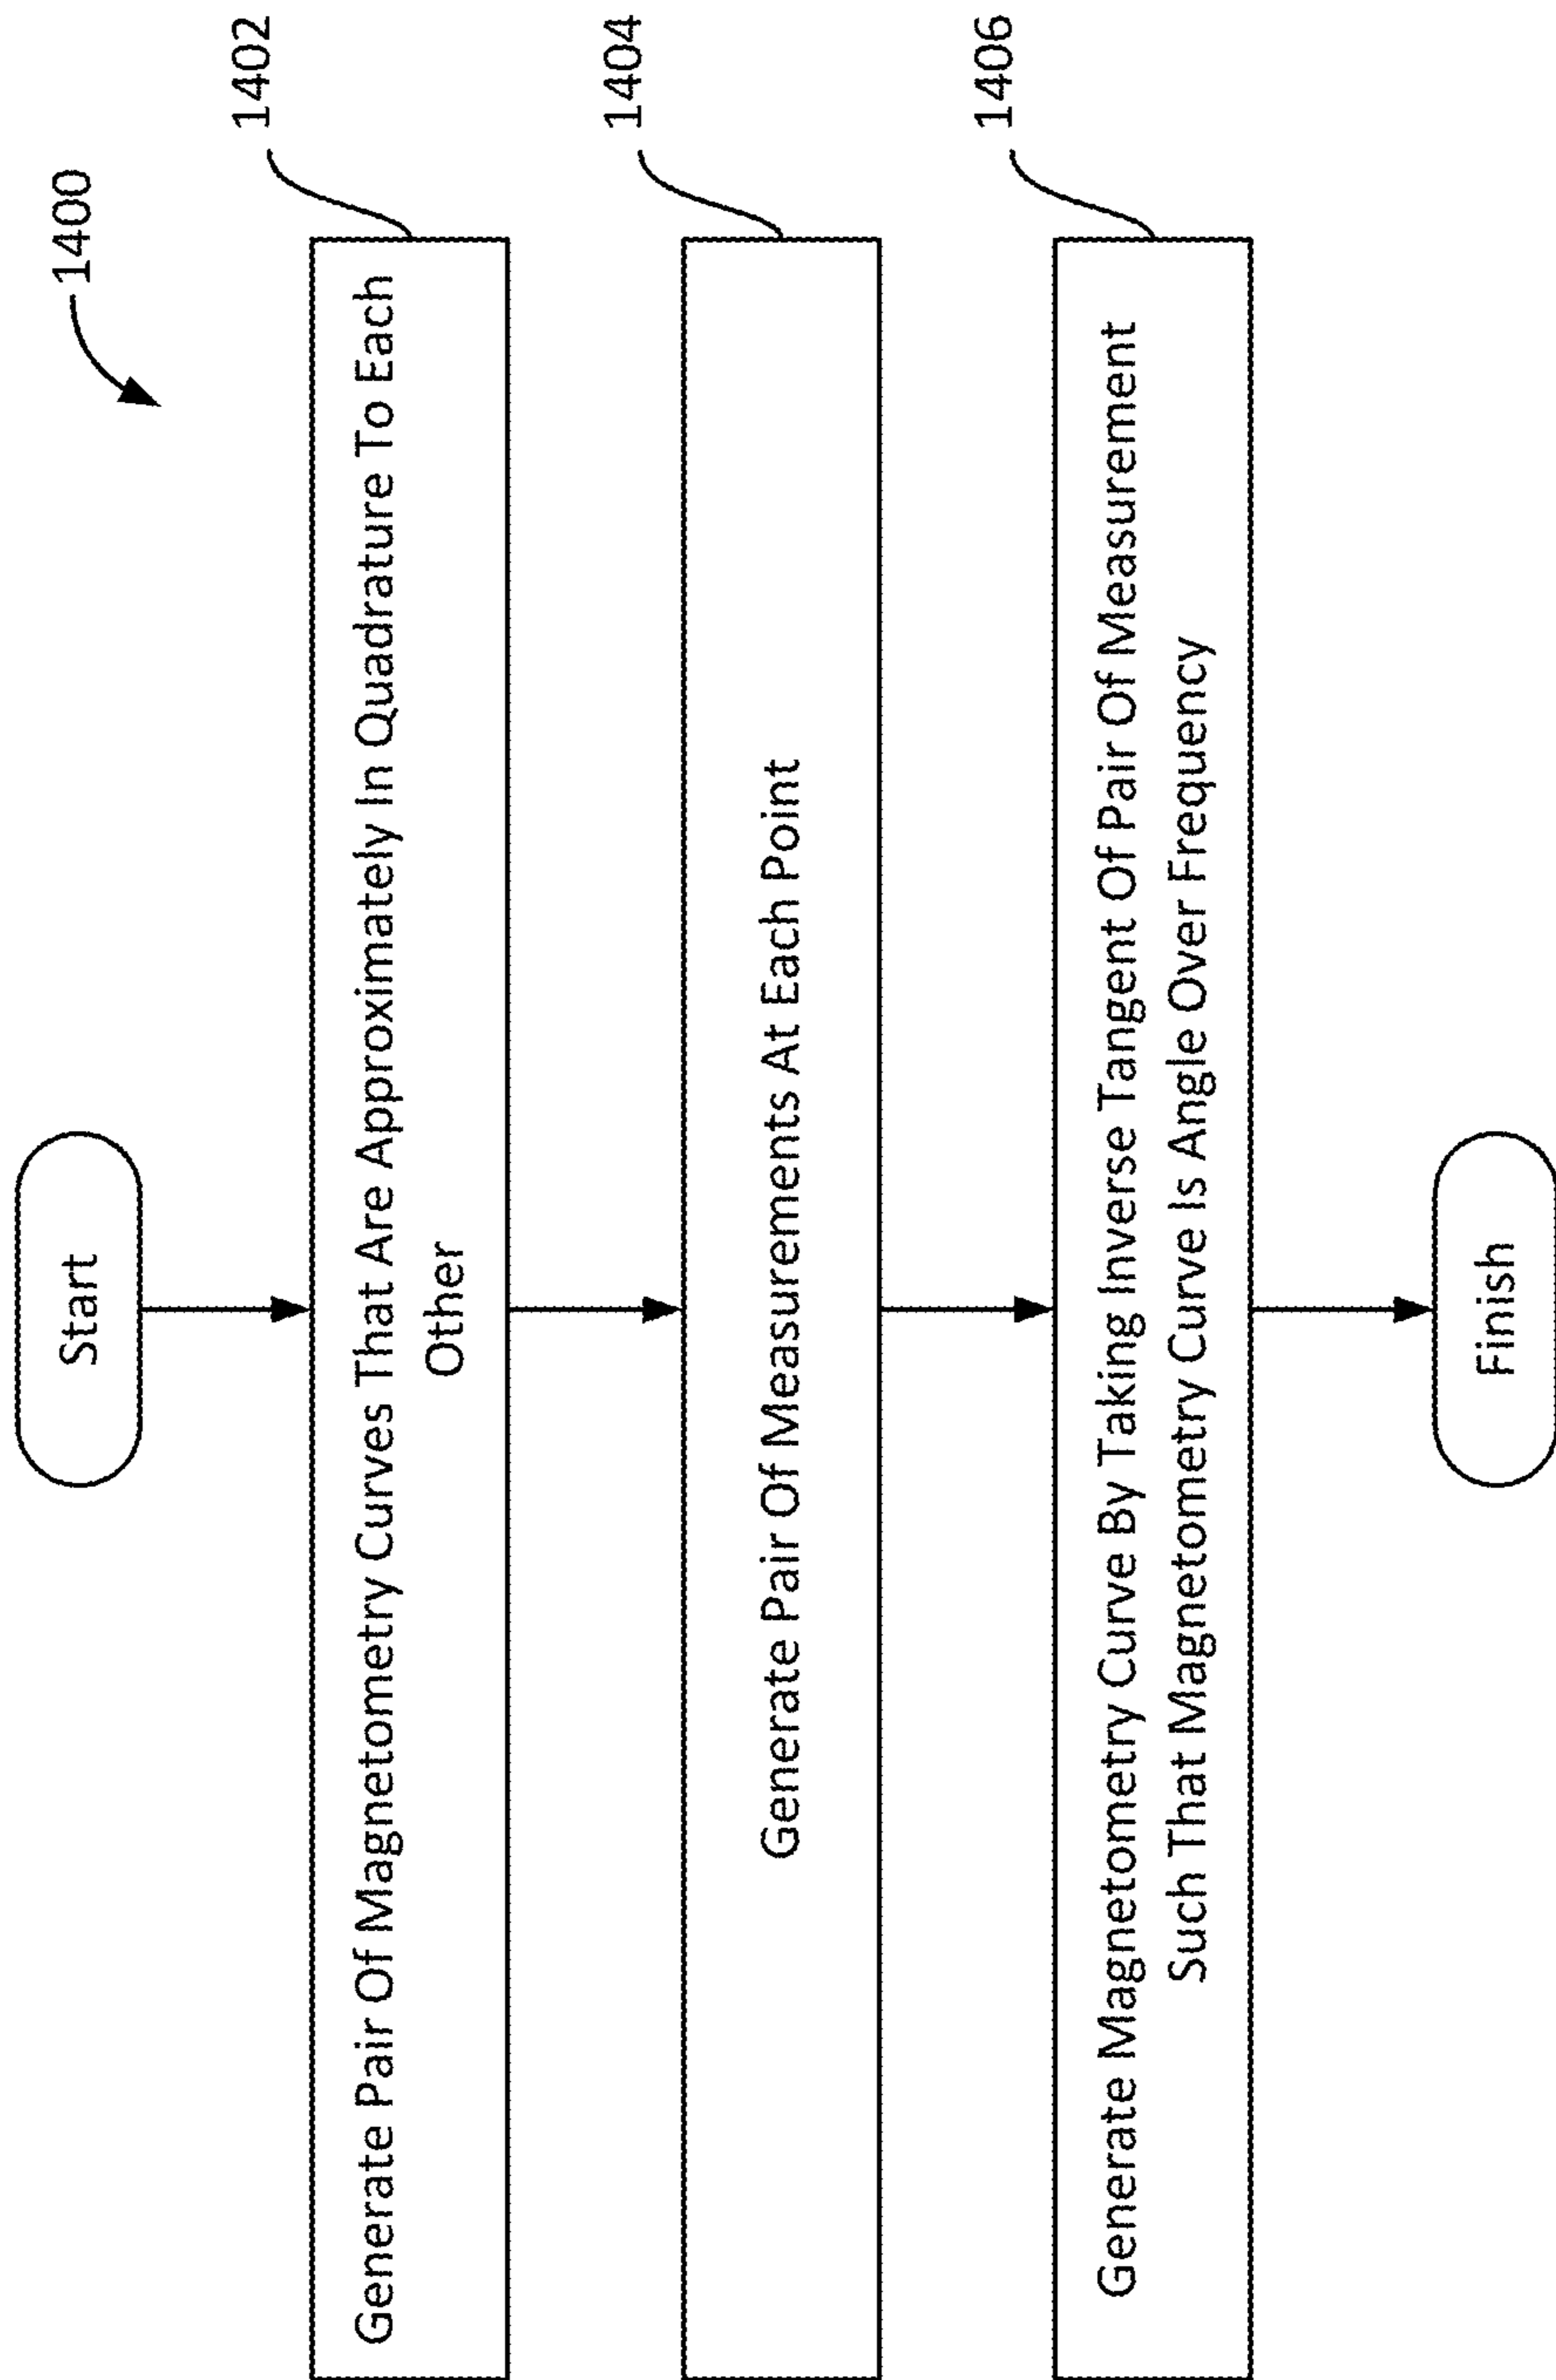 1400
Start
1402
Generate Pair Of Magnetometry Curves That Are Approximately In Quadrature To Each
Other
1404
Generate Pair Of Measurements At Each Point
1406
Generate Magnetometry Curve By Taking Inverse Tangent Of Pair Of Measurement
Such That Magnetometry Curve Is Angle Over Frequency
Finish